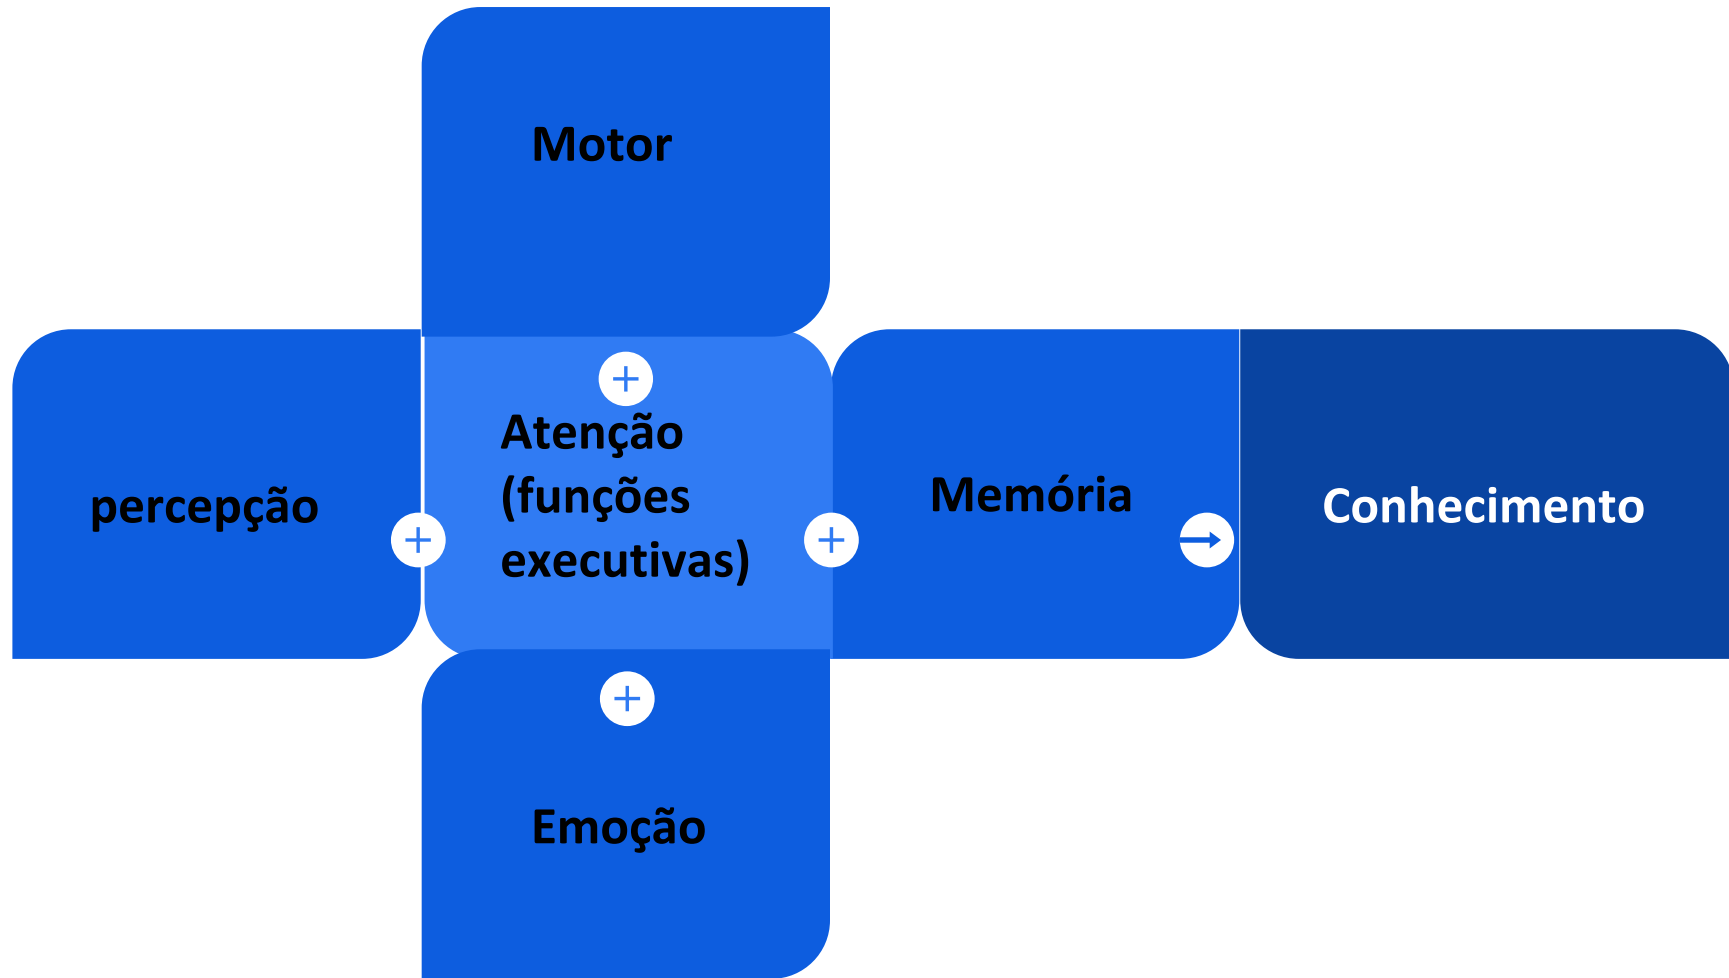 Motor
percepção
Atenção
(funções
executivas)
Memória
Conhecimento
Emoção